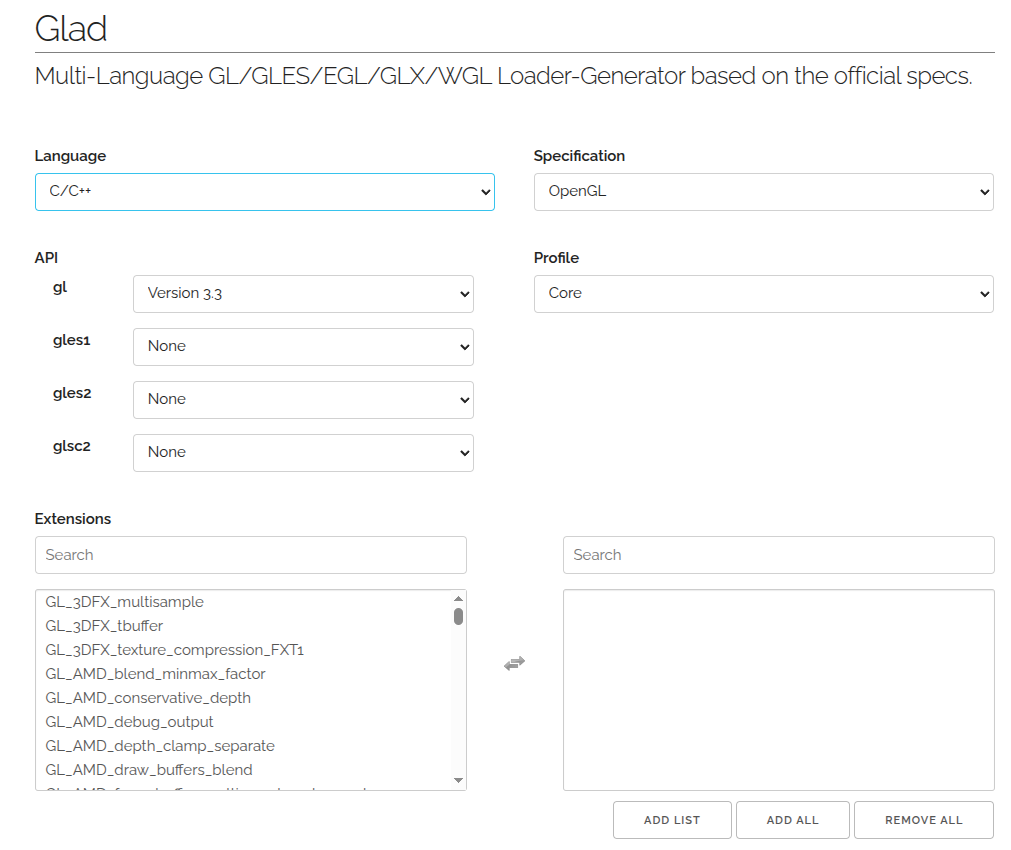 Glad
Multi-Language GL/GLES/EGL/GLX/WGL Loader-Generator based on the official specs.
Language
Specification
C/C++
OpenGL
API
Profile
gl
Version 3.3
Core
gles1
None
gles2
None
glsc2
None
Extensions
Search
Search
GL_3DFX_multisample
GL_3DFX_tbuffer
GL_3DFX_texture_compression_FXT1
GL_AMD_blend_minmax_factor
GL_AMD_conservative_depth
GL_AMD_debug_output
GL_AMD_depth_clamp_separate
GL_AMD_draw_buffers_blend
ADD LIST
ADD ALL
REMOVE ALL